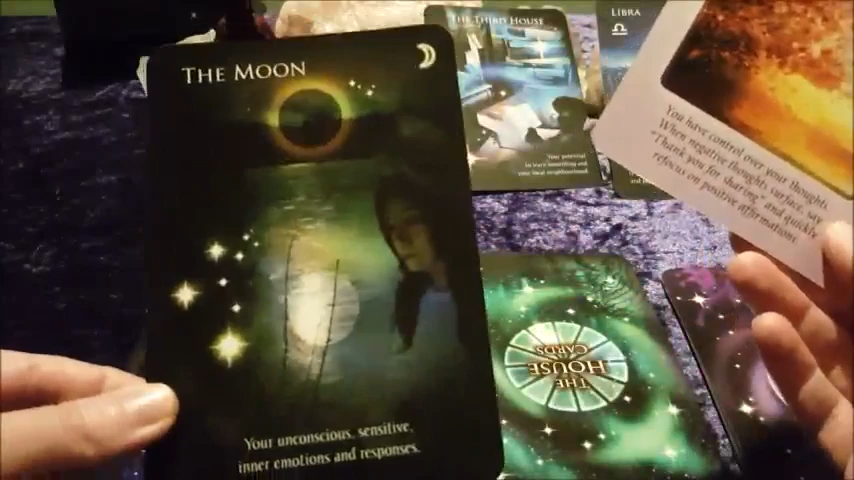 THE MOON
Your unconscious, sensitive,
inner emotions and responses.
THE THIRD HOUSE
Your potential
to learn something and
your local neighbourhood
LIBRA
♎
You have control over your thoughts.
When negative thoughts surface, say
"Thank you for sharing" and quickly
refocus on positive affirmations.
THE
HOUSE
CARDS